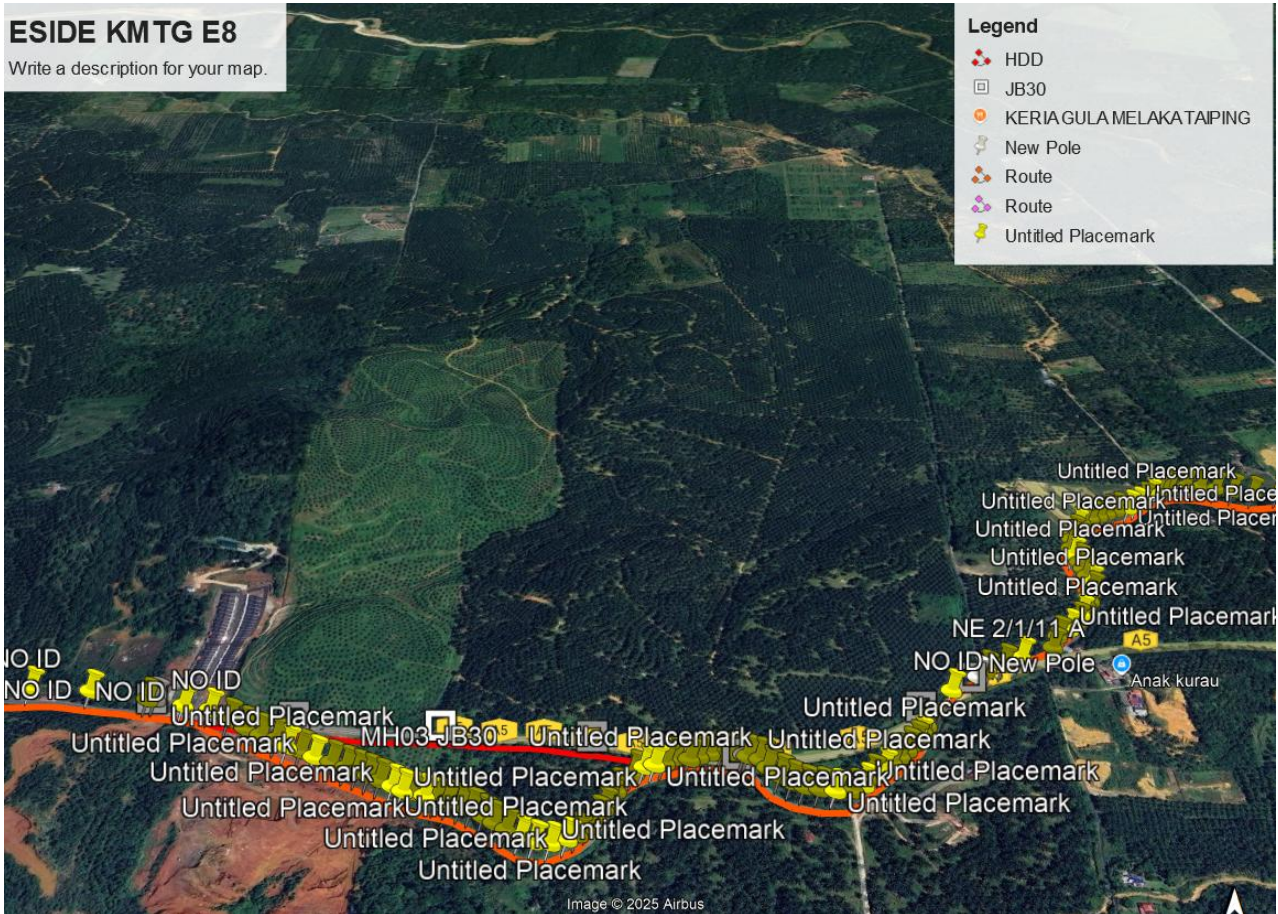 ESIDE KMTG E8
Write a description for your map.
Legend
HDD
JB30
KERIA GULA MELAKA TAIPING
New Pole
Route
Route
Untitled Placemark
Untitled Placemark
Untitled Placemark
Untitled Place
Untitled Placemark
Untitled Placem
Untitled Placemark
Untitled Placemark
Untitled Placemark
NE 2/1/11 A
A5
NO ID
New Pole
Anak kurau
NO ID
NO ID
NO ID
NO ID
Untitled Placemark
Untitled Placemark
MH03-JB30
Untitled Placemark
Untitled Placemark
Untitled Placemark
Untitled Placemark
Untitled Placemark
Untitled Placemark
Untitled Placemark
Untitled Placemark
Untitled Placemark
Untitled Placemark
Untitled Placemark
Untitled Placemark
Untitled Placemark
Untitled Placemark
Image © 2025 Airbus